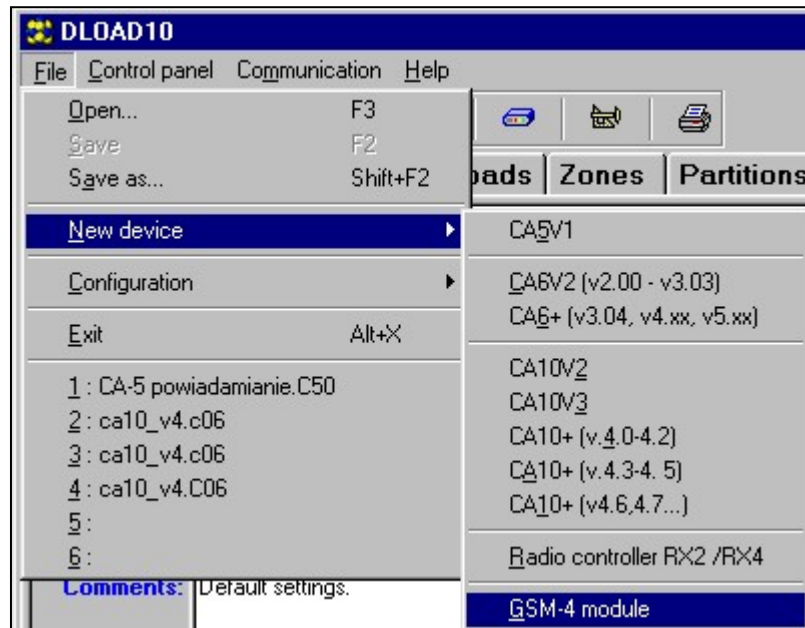 DLOAD10
File Control panel Communication Help
Open... F3
Save F2
Save as... Shift+F2
oads Zones Partitions
New device
CA5V1
Configuration
CA6V2 (v2.00 - v3.03)
CA6+ (v3.04, v4.xx, v5.xx)
Exit Alt+X
CA10V2
1 : CA-5 powiadamianie.C50
CA10V3
2 : ca10_v4.c06
CA10+ (v.4.0-4.2)
3 : ca10_v4.c06
CA10+ (v.4.3-4. 5)
4 : ca10_v4.C06
CA10+ (v4.6,4.7...)
5 :
6 :
Radio controller RX2 /RX4
Comments: Default settings.
GSM-4 module